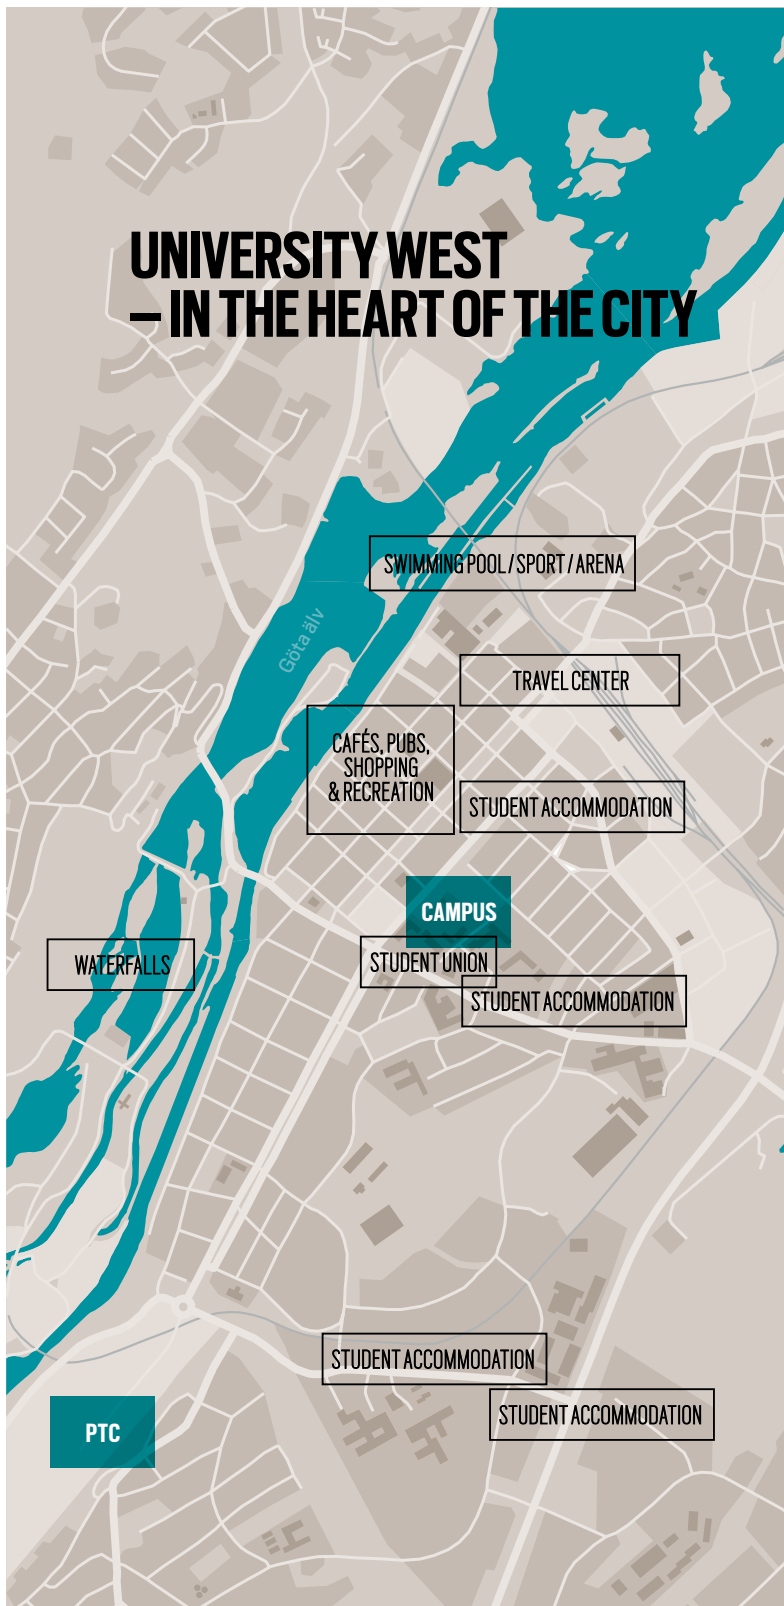 UNIVERSITY WEST
– IN THE HEART OF THE CITY
SWIMMING POOL / SPORT / ARENA
Göta älv
TRAVEL CENTER
CAFÉS, PUBS,
SHOPPING
& RECREATION
STUDENT ACCOMMODATION
CAMPUS
STUDENT UNION
WATERFALLS
STUDENT ACCOMMODATION
STUDENT ACCOMMODATION
STUDENT ACCOMMODATION
PTC